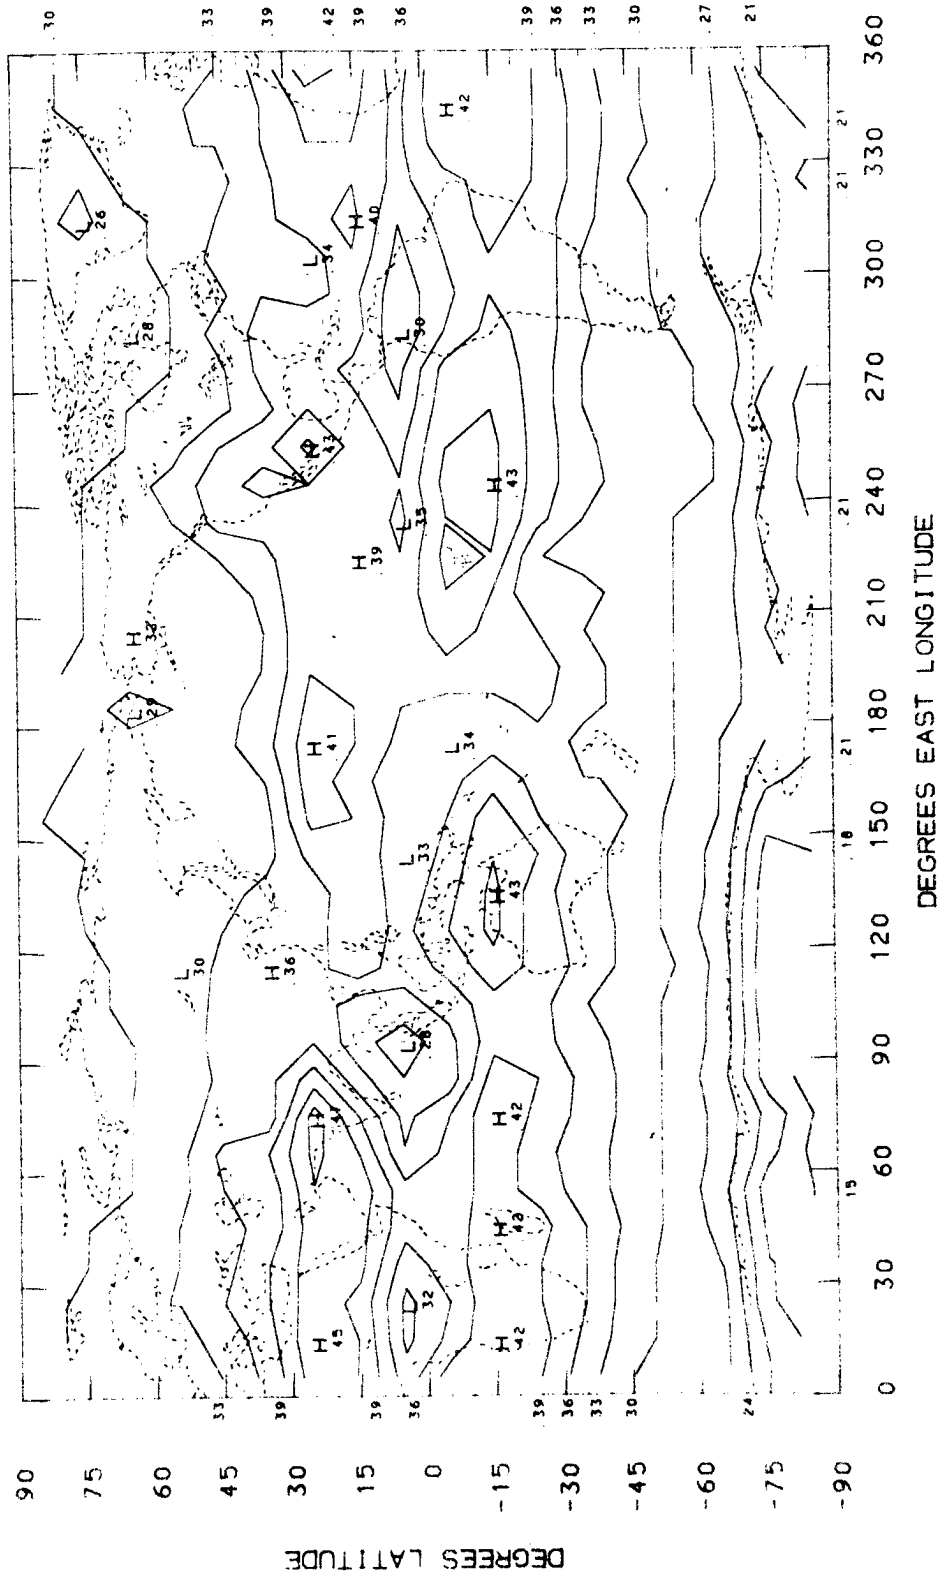 .30
.33
.39
.42
.39
.36
.39
.36
.33
.30
.27
.21
90
75
60
45
30
15
0
-15
-30
-45
-60
-75
-90
DEGREES LATITUDE
0
30
60
90
120
150
180
210
240
270
300
330
360
DEGREES EAST LONGITUDE
.33
.39
.39
.36
.39
.36
.33
.30
.24
.15
.18
.21
.21
.21
.21
L 26
L 28
L 34
H 40
L 30
H 42
H 43
L 35
H 39
H 43
L 29
H 41
L 34
L 33
H 43
L 30
H 36
L 28
H 42
H 45
32
H 42